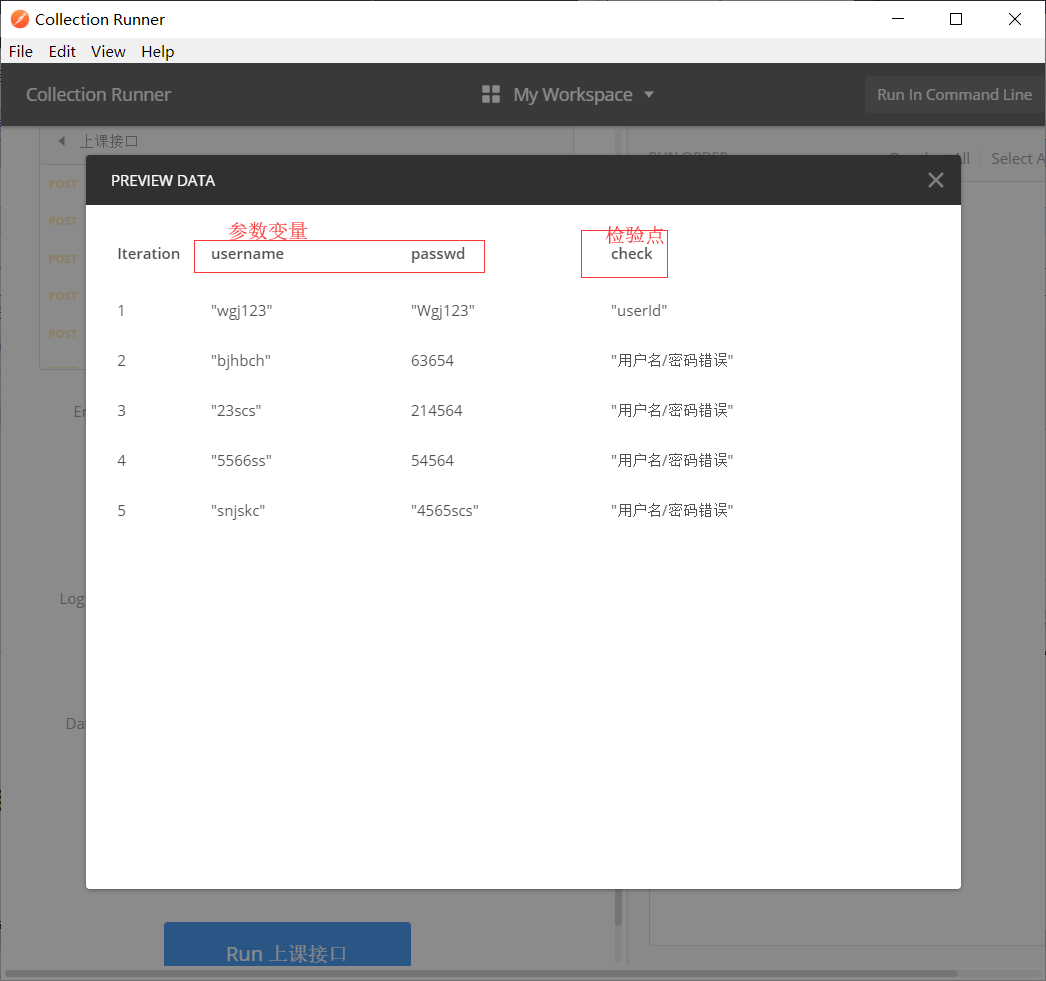 Collection Runner
File Edit View Help
Collection Runner My Workspace Run In Command Line
上课接口
POST
POST
POST
POST
POST
RUN ORDER Deselect All Select A
PREVIEW DATA
参数变量 检验点
Iteration username passwd check
1 "wgj123" "Wgj123" "userId"
2 "bjhbch" 63654 "用户名/密码错误"
3 "23scs" 214564 "用户名/密码错误"
4 "5566ss" 54564 "用户名/密码错误"
5 "snjskc" "4565scs" "用户名/密码错误"
En
Log
Da
Run 上课接口